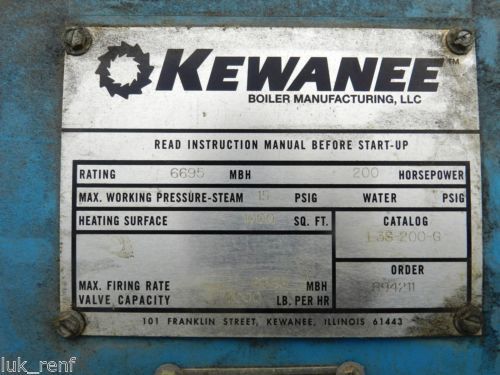 KEWANEE TM
BOILER MANUFACTURING, LLC
READ INSTRUCTION MANUAL BEFORE START-UP
RATING 6695 MBH 200 HORSEPOWER
MAX. WORKING PRESSURE-STEAM 15 PSIG WATER PSIG
HEATING SURFACE SQ. FT. CATALOG
L3S-200-G
ORDER
MAX. FIRING RATE MBH 894211
VALVE CAPACITY LB. PER HR
101 FRANKLIN STREET, KEWANEE, ILLINOIS 61443
luk_renf
luk_renf